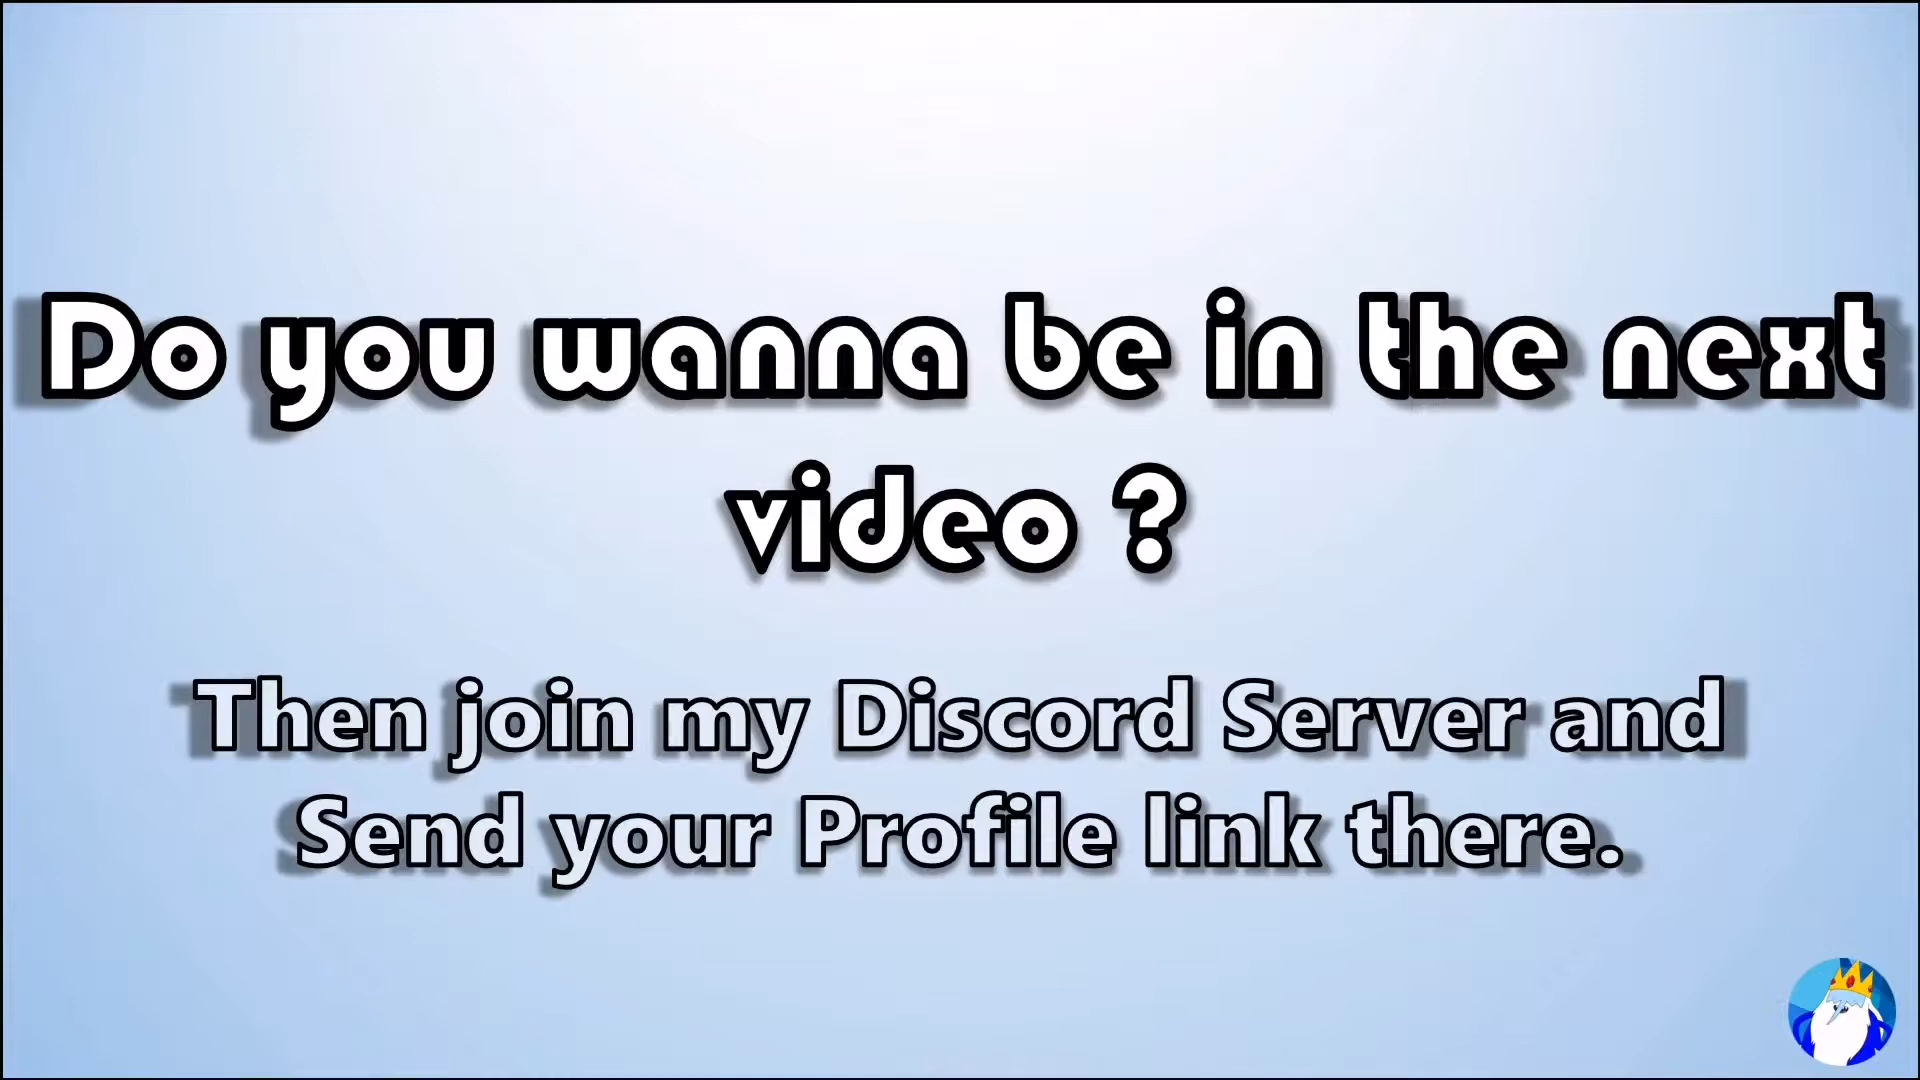 Do you wanna be in the next
video ?
Then join my Discord Server and
Send your Profile link there.